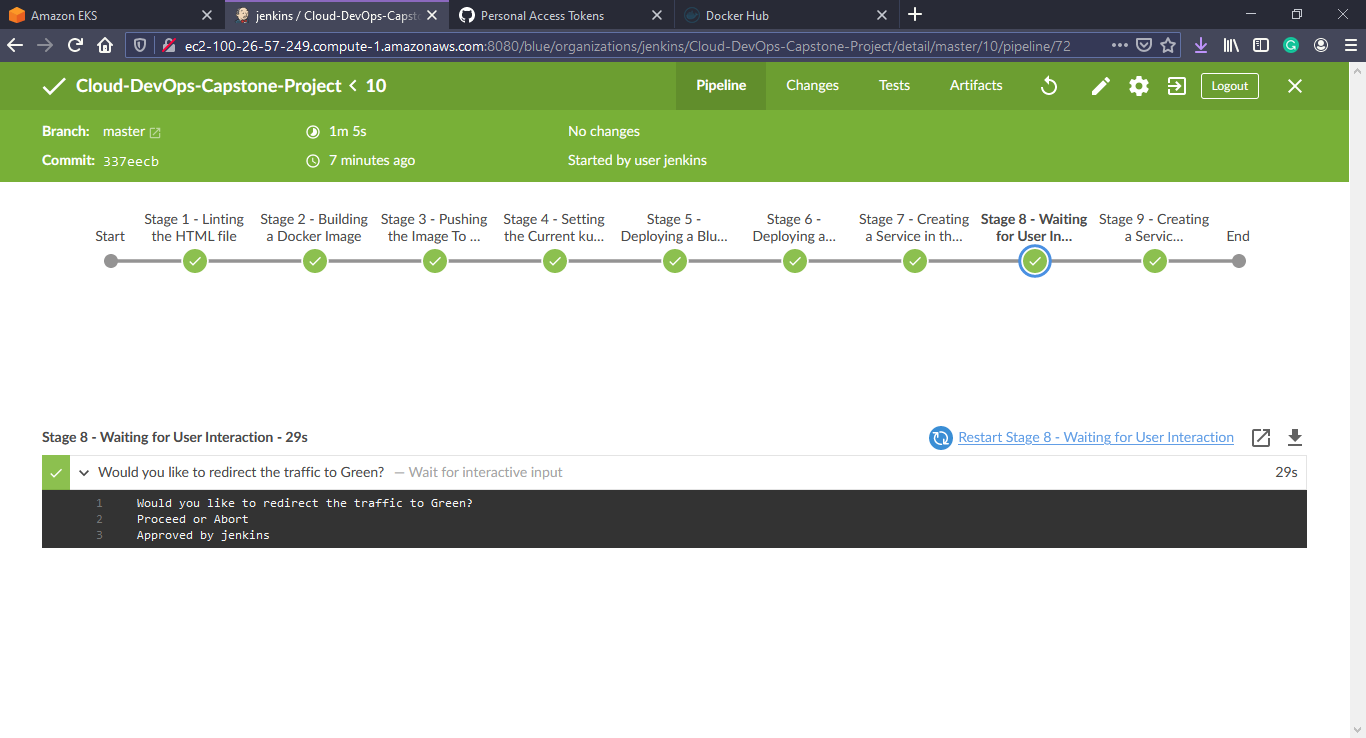 Amazon EKS
jenkins / Cloud-DevOps-Capst
Personal Access Tokens
Docker Hub
ec2-100-26-57-249.compute-1.amazonaws.com:8080/blue/organizations/jenkins/Cloud-DevOps-Capstone-Project/detail/master/10/pipeline/72
Cloud-DevOps-Capstone-Project < 10
Pipeline
Changes
Tests
Artifacts
Logout
Branch: master
1m 5s
No changes
Commit: 337eecb
7 minutes ago
Started by user jenkins
Start
Stage 1 - Linting
the HTML file
Stage 2 - Building
a Docker Image
Stage 3 - Pushing
the Image To ...
Stage 4 - Setting
the Current ku...
Stage 5 -
Deploying a Blu...
Stage 6 -
Deploying a...
Stage 7 - Creating
a Service in th...
Stage 8 - Waiting
for User In...
Stage 9 - Creating
a Servic...
End
Stage 8 - Waiting for User Interaction - 29s
Restart Stage 8 - Waiting for User Interaction
Would you like to redirect the traffic to Green? — Wait for interactive input
29s
1 Would you like to redirect the traffic to Green?
2 Proceed or Abort
3 Approved by jenkins